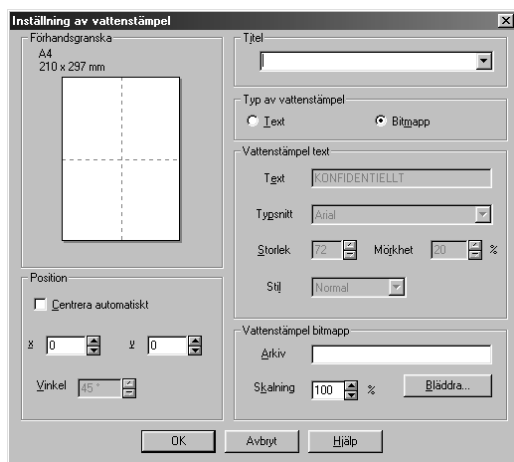 Inställning av vattenstämpel
Förhandsgranska
A4
210 x 297 mm
Titel
Typ av vattenstämpel
Text
Bitmapp
Vattenstämpel text
Text KONFIDENTIELLT
Typsnitt Arial
Storlek 72 Mörkhet 20 %
Stil Normal
Position
Centrera automatiskt
x 0 y 0
Vinkel 45 °
Vattenstämpel bitmapp
Arkiv
Skalning 100 % Bläddra...
OK Avbryt Hjälp